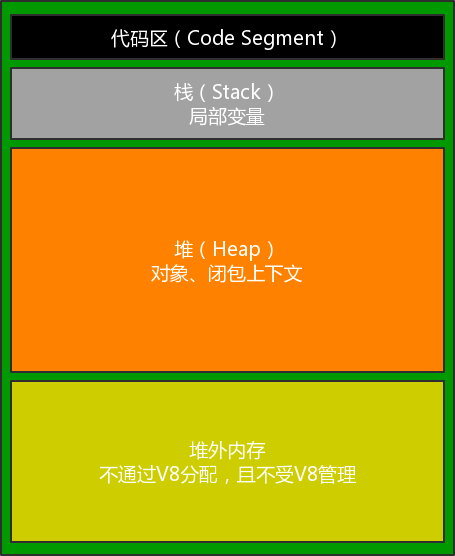 代码区（Code Segment）
栈（Stack）
局部变量
堆（Heap）
对象、闭包上下文
堆外内存
不通过V8分配，且不受V8管理